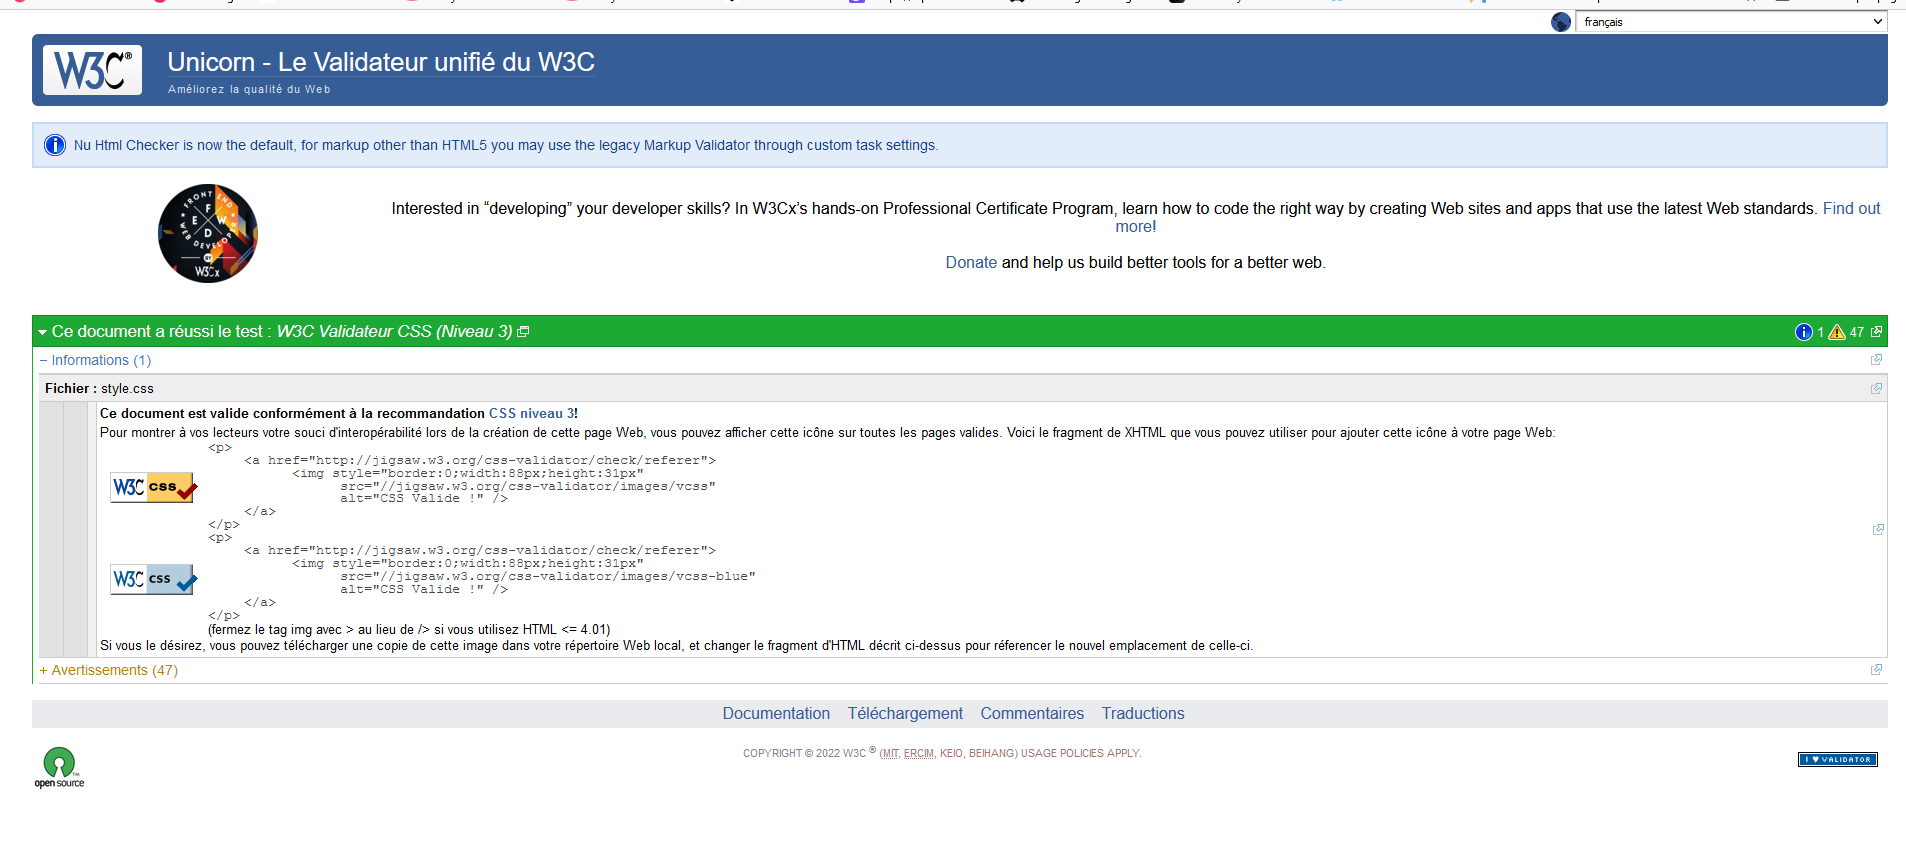 français
W3C®
Unicorn - Le Validateur unifié du W3C
Améliorez la qualité du Web
Nu Html Checker is now the default, for markup other than HTML5 you may use the legacy Markup Validator through custom task settings.
FRONT END
F E W D
WEB DEVELOPER
BY
W3Cx
Interested in “developing” your developer skills? In W3Cx’s hands-on Professional Certificate Program, learn how to code the right way by creating Web sites and apps that use the latest Web standards. Find out
more!
Donate and help us build better tools for a better web.
Ce document a réussi le test : W3C Validateur CSS (Niveau 3)
1 47
− Informations (1)
Fichier : style.css
Ce document est valide conformément à la recommandation CSS niveau 3!
Pour montrer à vos lecteurs votre souci d'interopérabilité lors de la création de cette page Web, vous pouvez afficher cette icône sur toutes les pages valides. Voici le fragment de XHTML que vous pouvez utiliser pour ajouter cette icône à votre page Web:
W3C css
<p>
<a href="http://jigsaw.w3.org/css-validator/check/referer">
<img style="border:0;width:88px;height:31px"
src="//jigsaw.w3.org/css-validator/images/vcss"
alt="CSS Valide !" />
</a>
</p>
W3C css
<p>
<a href="http://jigsaw.w3.org/css-validator/check/referer">
<img style="border:0;width:88px;height:31px"
src="//jigsaw.w3.org/css-validator/images/vcss-blue"
alt="CSS Valide !" />
</a>
</p>
(fermez le tag img avec > au lieu de /> si vous utilisez HTML <= 4.01)
Si vous le désirez, vous pouvez télécharger une copie de cette image dans votre répertoire Web local, et changer le fragment d'HTML décrit ci-dessus pour réferencer le nouvel emplacement de celle-ci.
+ Avertissements (47)
Documentation Téléchargement Commentaires Traductions
COPYRIGHT © 2022 W3C ® (MIT, ERCIM, KEIO, BEIHANG) USAGE POLICIES APPLY.
open source™
I ♥ VALIDATOR